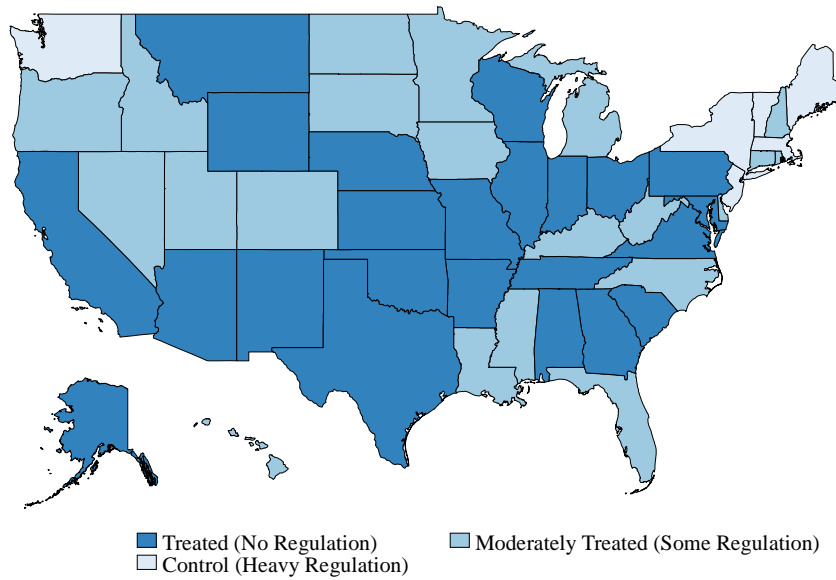 Treated (No Regulation)
Moderately Treated (Some Regulation)
Control (Heavy Regulation)